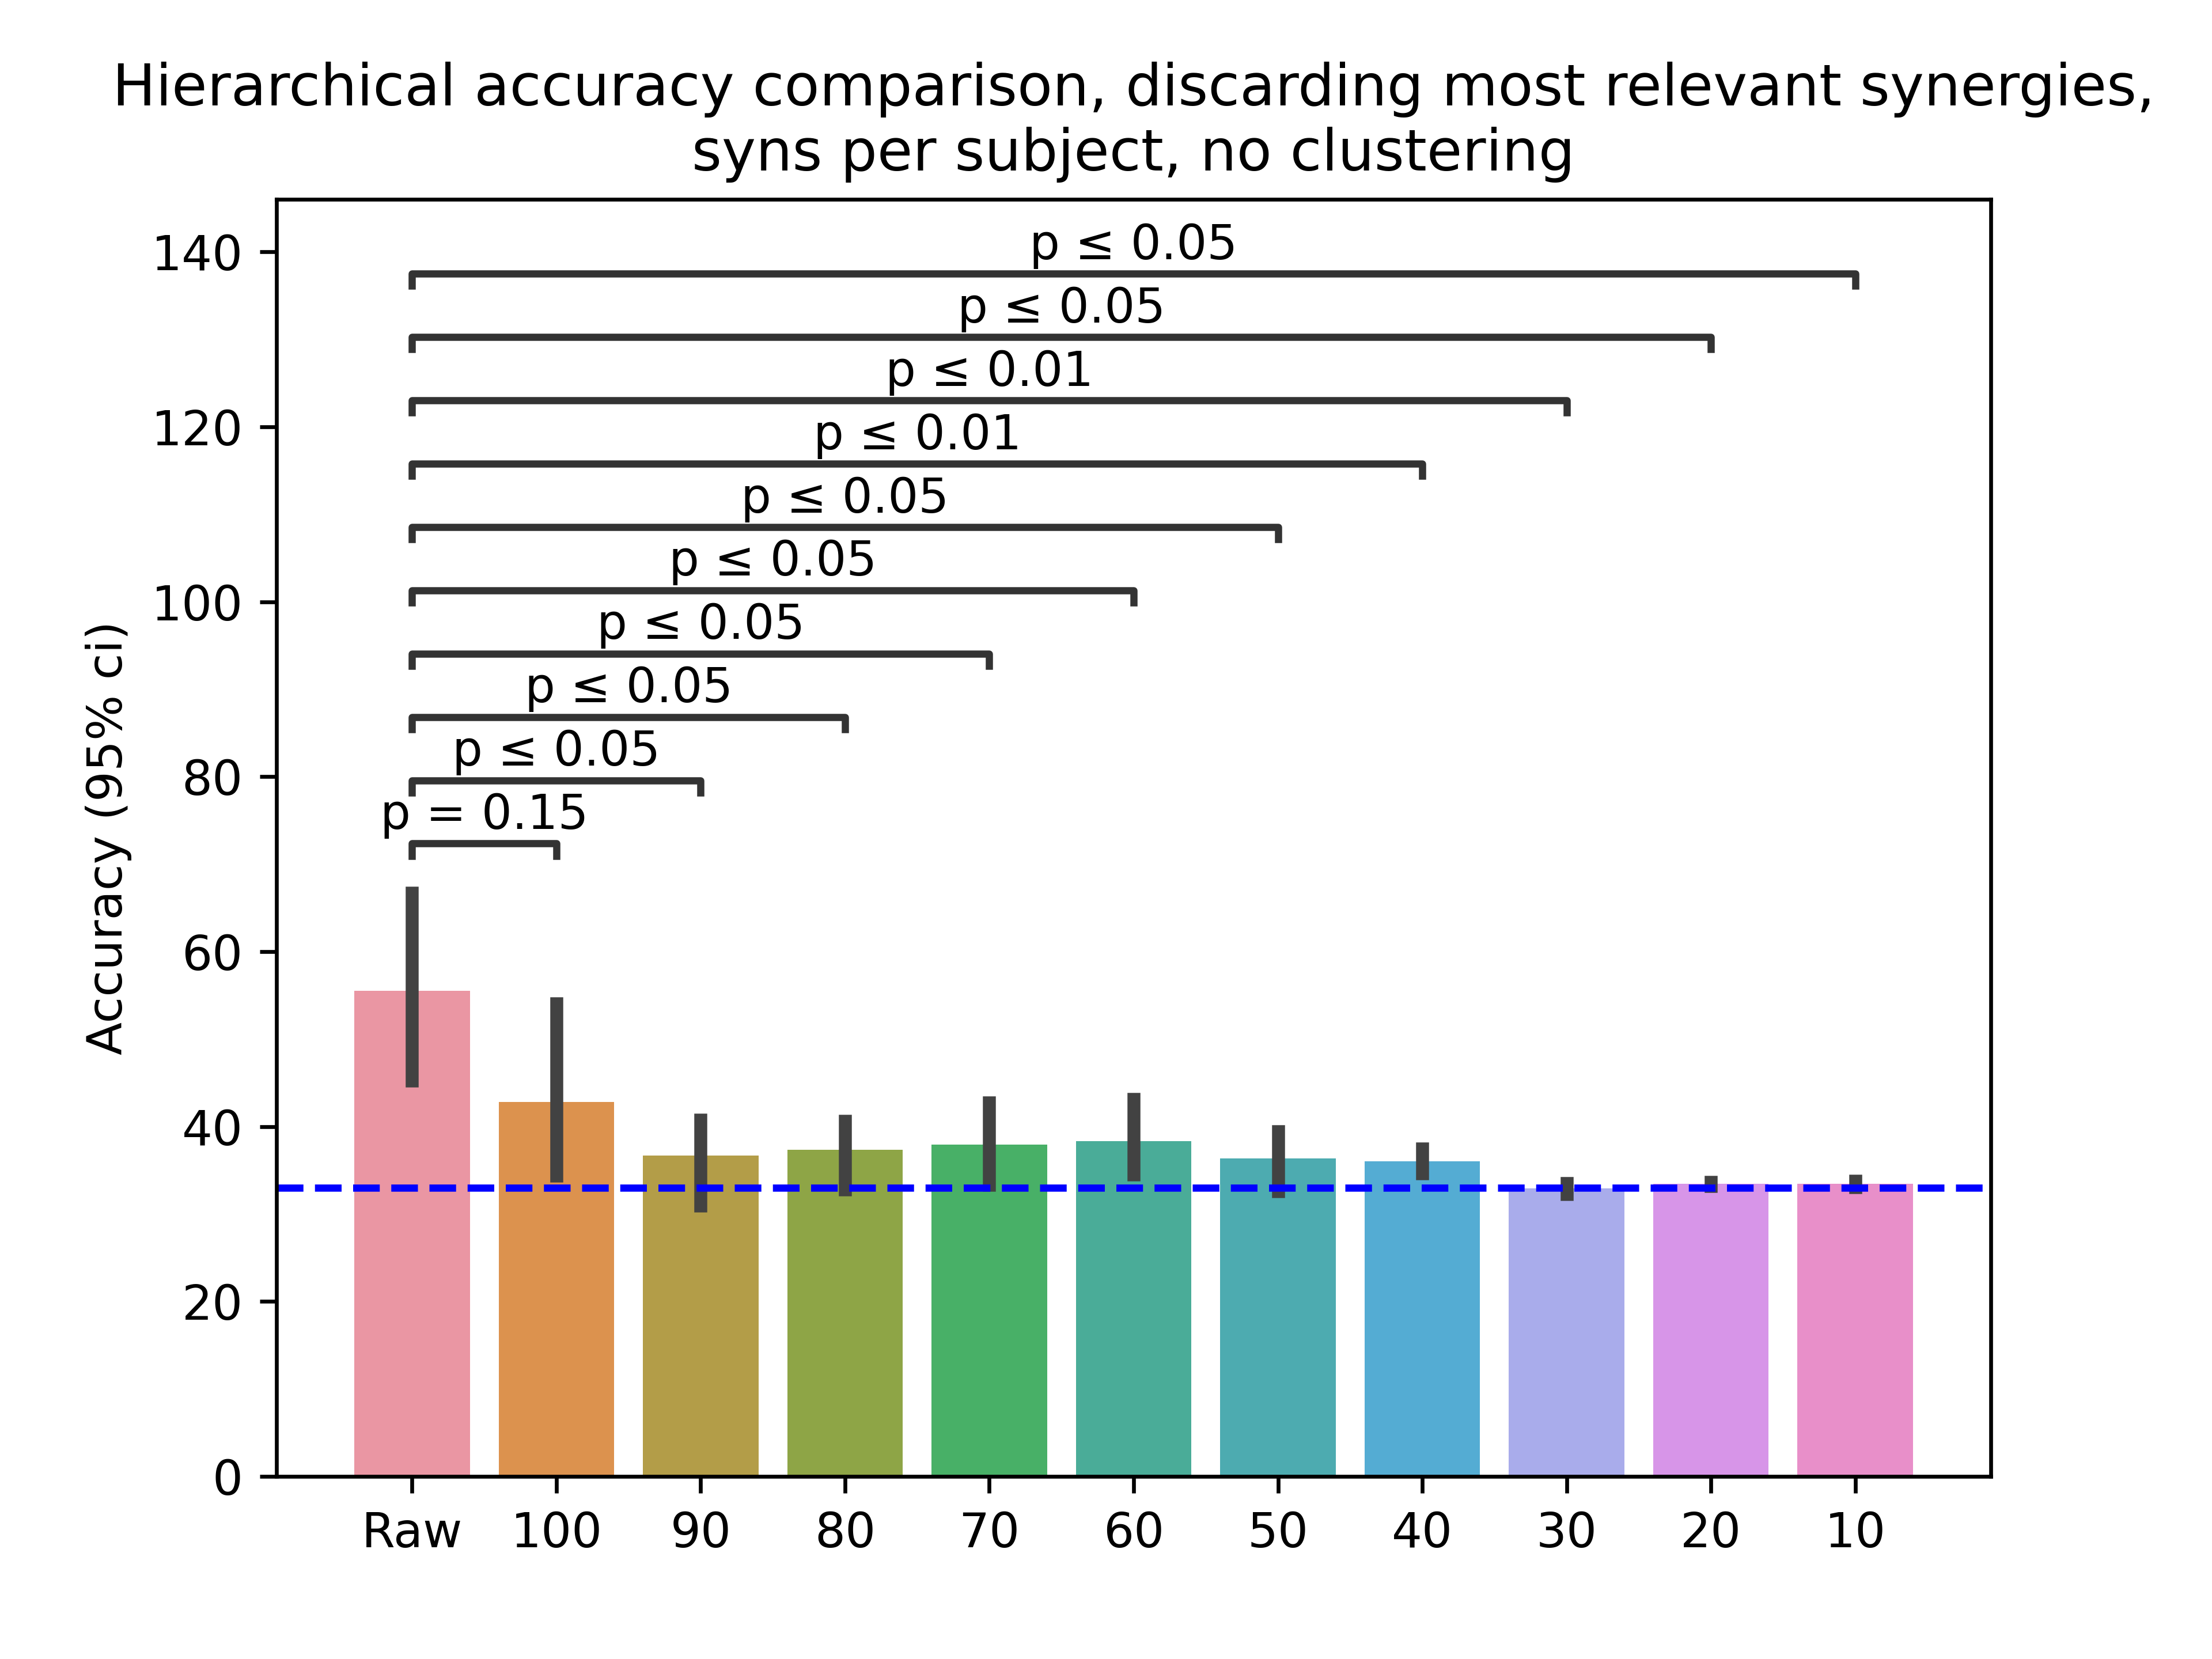 Hierarchical accuracy comparison, discarding most relevant synergies,
syns per subject, no clustering
140
p ≤ 0.05
p ≤ 0.05
p ≤ 0.01
120
p ≤ 0.01
p ≤ 0.05
p ≤ 0.05
100
p ≤ 0.05
p ≤ 0.05
p ≤ 0.05
80
p = 0.15
60
40
20
0
Accuracy (95% ci)
Raw 100 90 80 70 60 50 40 30 20 10